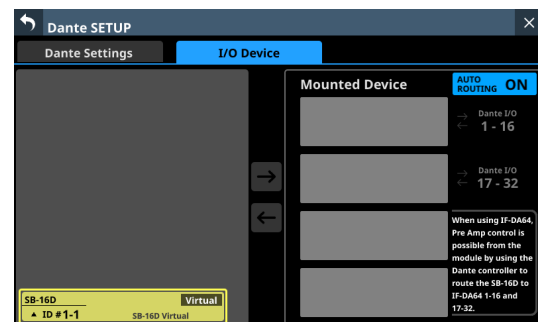 Dante SETUP
Dante Settings
I/O Device
Mounted Device
AUTO
ROUTING ON
Dante I/O
1 - 16
Dante I/O
17 - 32
When using IF-DA64,
Pre Amp control is
possible from the
module by using the
Dante controller to
route the SB-16D to
IF-DA64 1-16 and
17-32.
SB-16D
Virtual
▲ ID #1-1
SB-16D Virtual